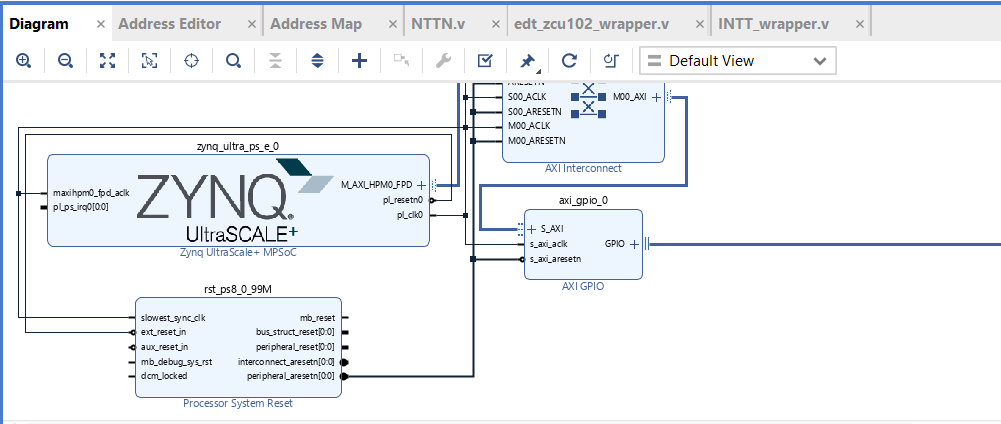 Diagram
Address Editor
Address Map
NTTN.v
edt_zcu102_wrapper.v
INTT_wrapper.v
Default View
ARESETN
S00_ACLK
S00_ARESETN
M00_ACLK
M00_ARESETN
M00_AXI
AXI Interconnect
zynq_ultra_ps_e_0
maxihpm0_fpd_aclk
pl_ps_irq0[0:0]
ZYNQ
UltraSCALE+
M_AXI_HPM0_FPD
pl_resetn0
pl_clk0
Zynq UltraScale+ MPSoC
axi_gpio_0
S_AXI
s_axi_aclk
s_axi_aresetn
GPIO
AXI GPIO
rst_ps8_0_99M
slowest_sync_clk
ext_reset_in
aux_reset_in
mb_debug_sys_rst
dcm_locked
mb_reset
bus_struct_reset[0:0]
peripheral_reset[0:0]
interconnect_aresetn[0:0]
peripheral_aresetn[0:0]
Processor System Reset